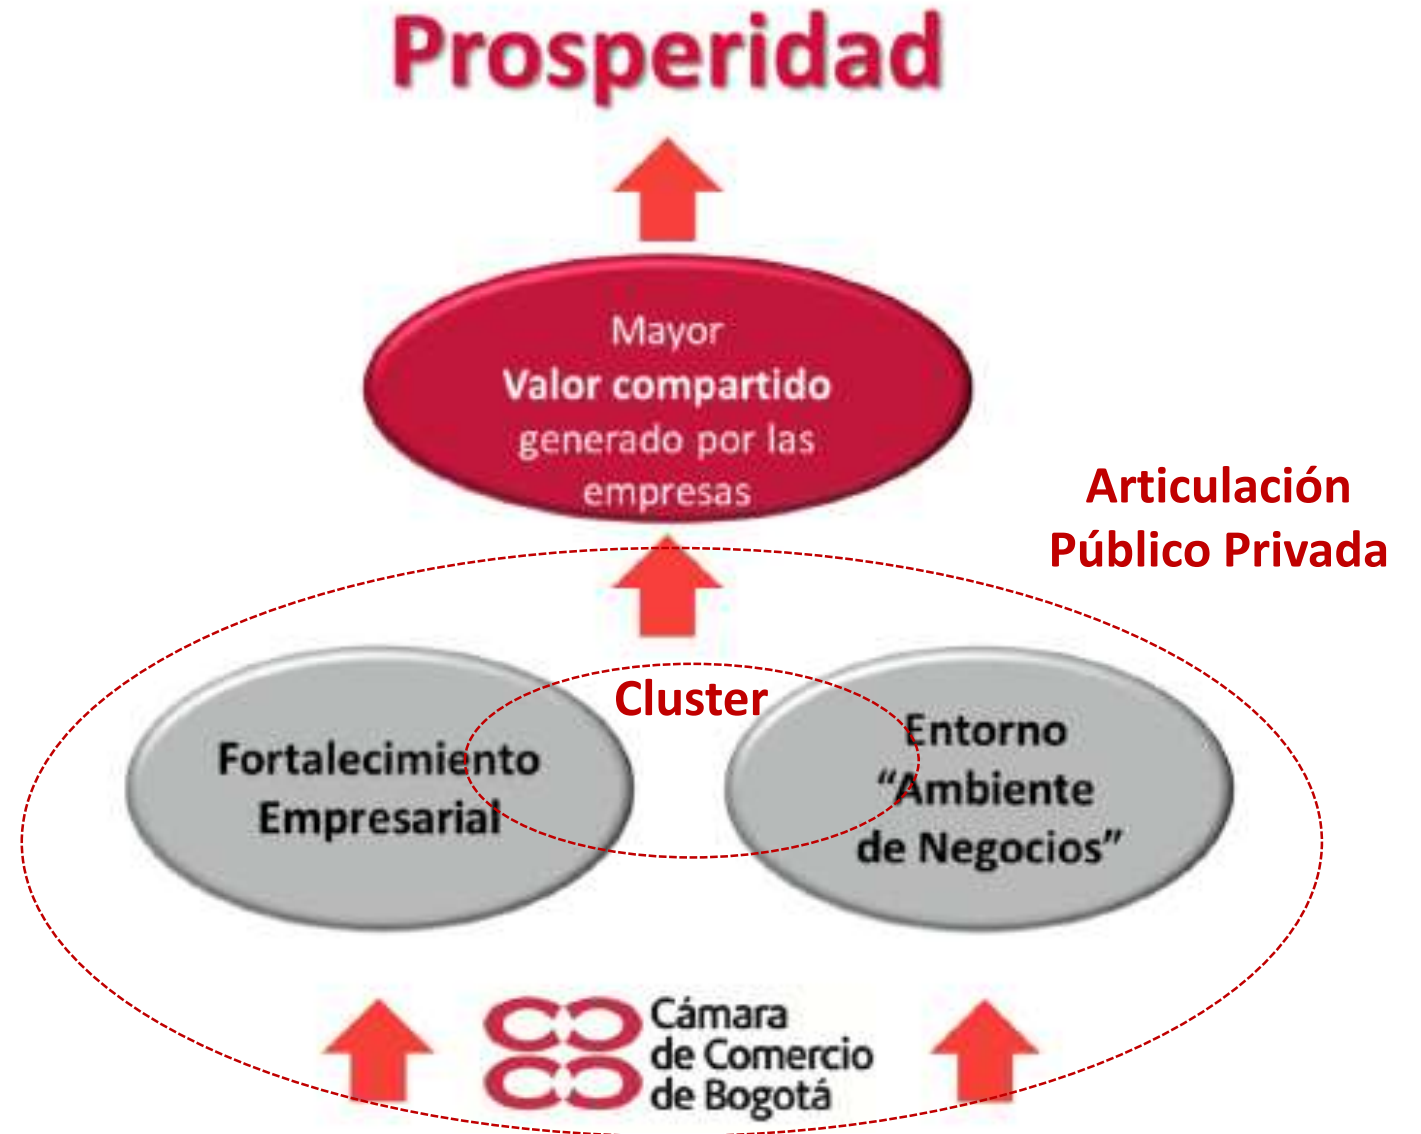 Prosperidad
Mayor
Valor compartido
generado por las
empresas
Articulación
Público Privada
Cluster
Fortalecimiento
Empresarial
Entorno
“Ambiente
de Negocios”
Cámara
de Comercio
de Bogotá